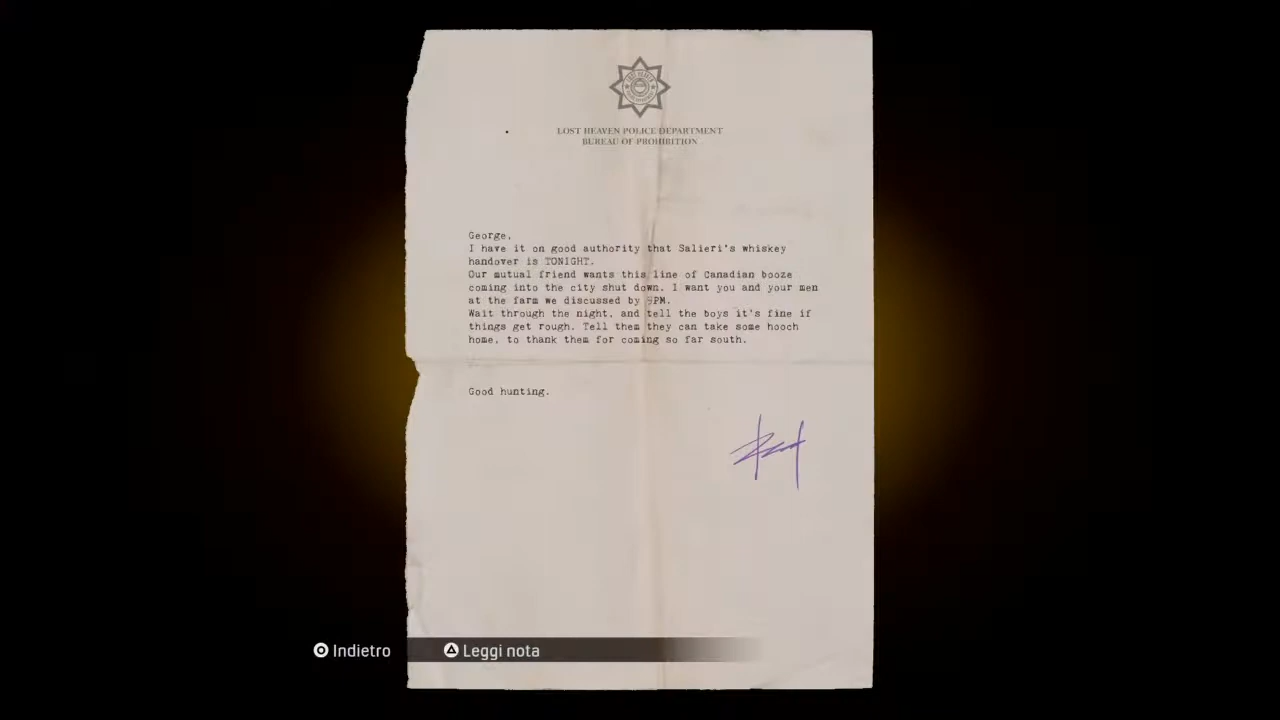 LOST HEAVEN POLICE DEPARTMENT
BUREAU OF PROHIBITION
George,
I have it on good authority that Salieri's whiskey
handover is TONIGHT.
Our mutual friend wants this line of Canadian booze
coming into the city shut down. I want you and your men
at the farm we discussed by
Wait through the night, and tell the boys it's fine if
things get rough. Tell them they can take some hooch
home, to thank them for coming so far south.
Good hunting.
Indietro
Leggi nota